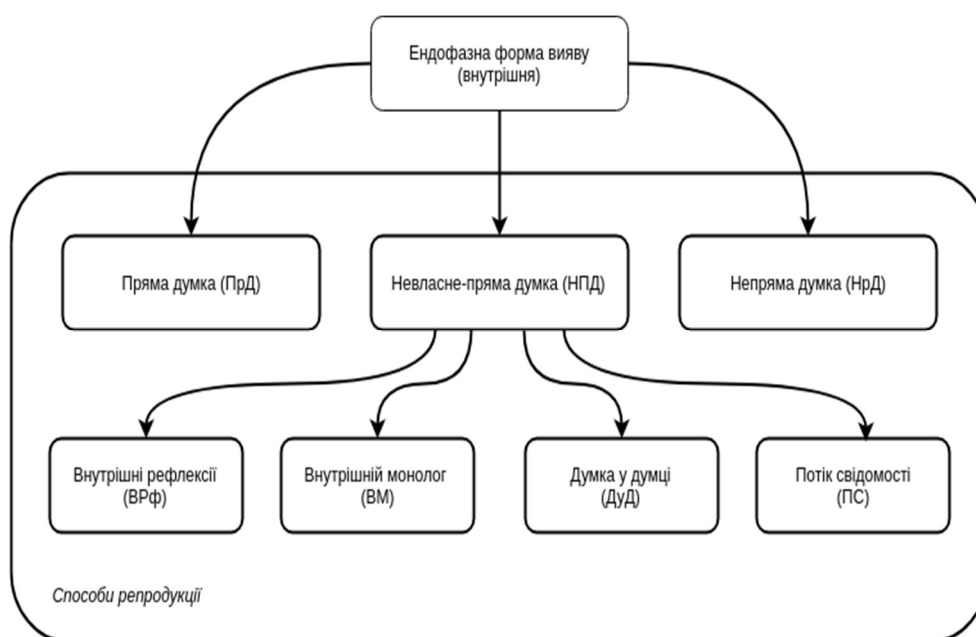 Ендофазна форма вияву
(внутрішня)
Пряма думка (ПрД)
Невласне-пряма думка (НПД)
Непряма думка (НрД)
Внутрішні рефлексії
(ВРф)
Внутрішній монолог
(ВМ)
Думка у думці
(ДуД)
Потік свідомості
(ПС)
Способи репродукції